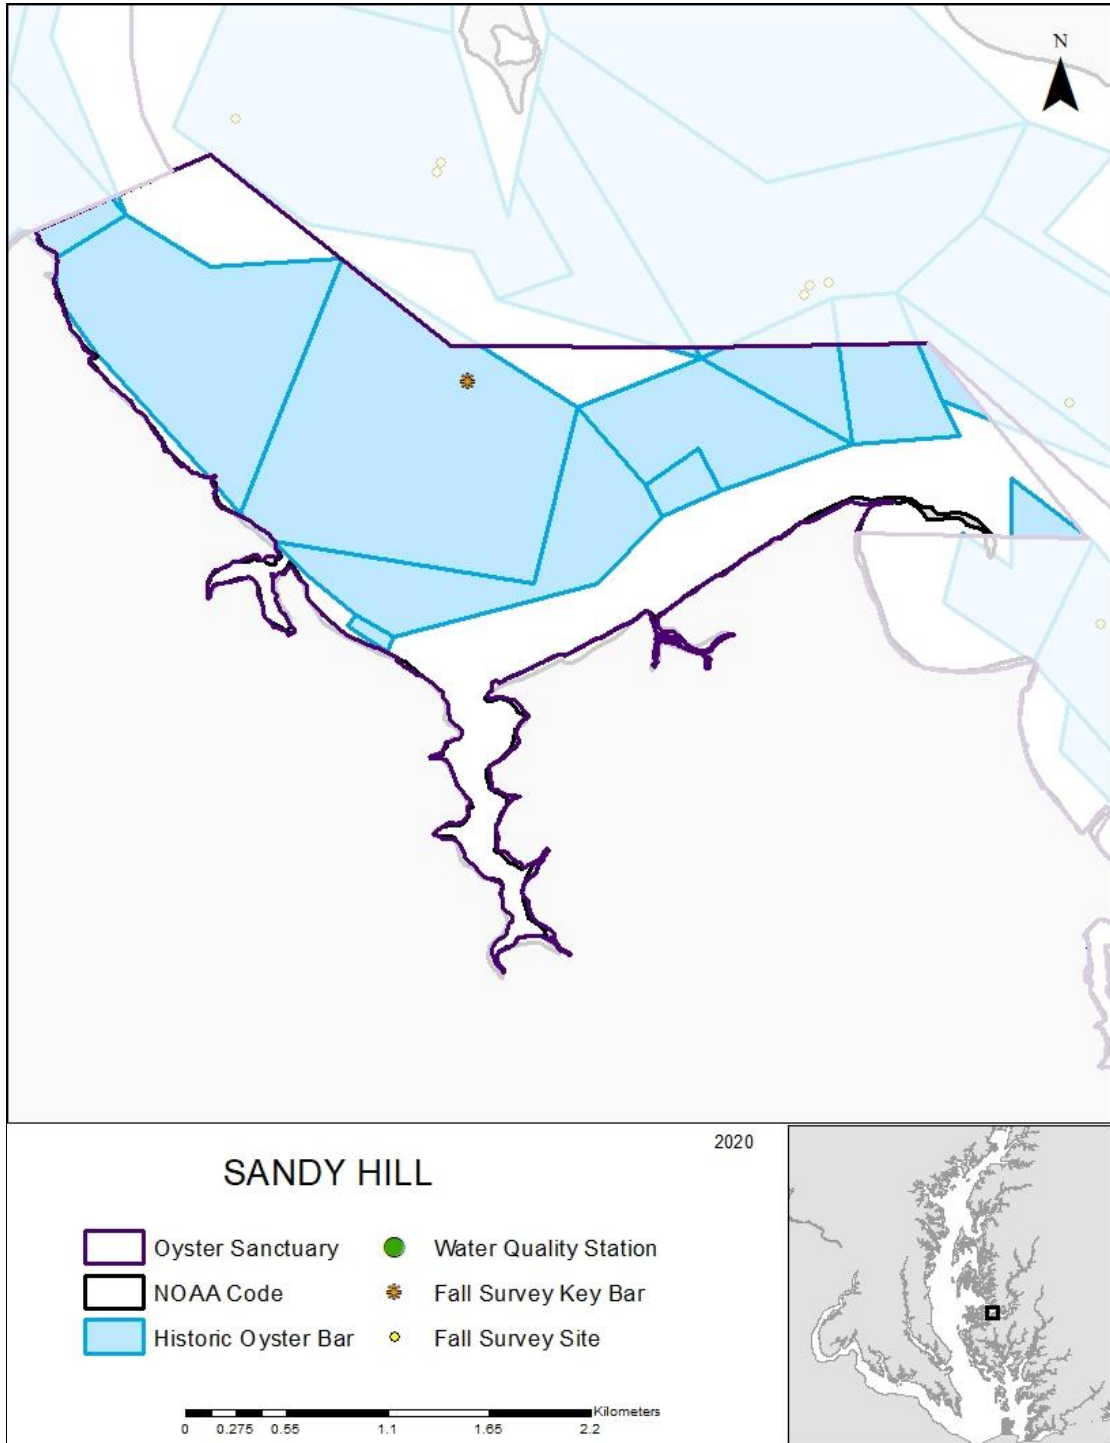 N
2020
SANDY HILL
Oyster Sanctuary
Water Quality Station
NOAA Code
Fall Survey Key Bar
Historic Oyster Bar
Fall Survey Site
Kilometers
0 0.275 0.55 1.1 1.65 2.2